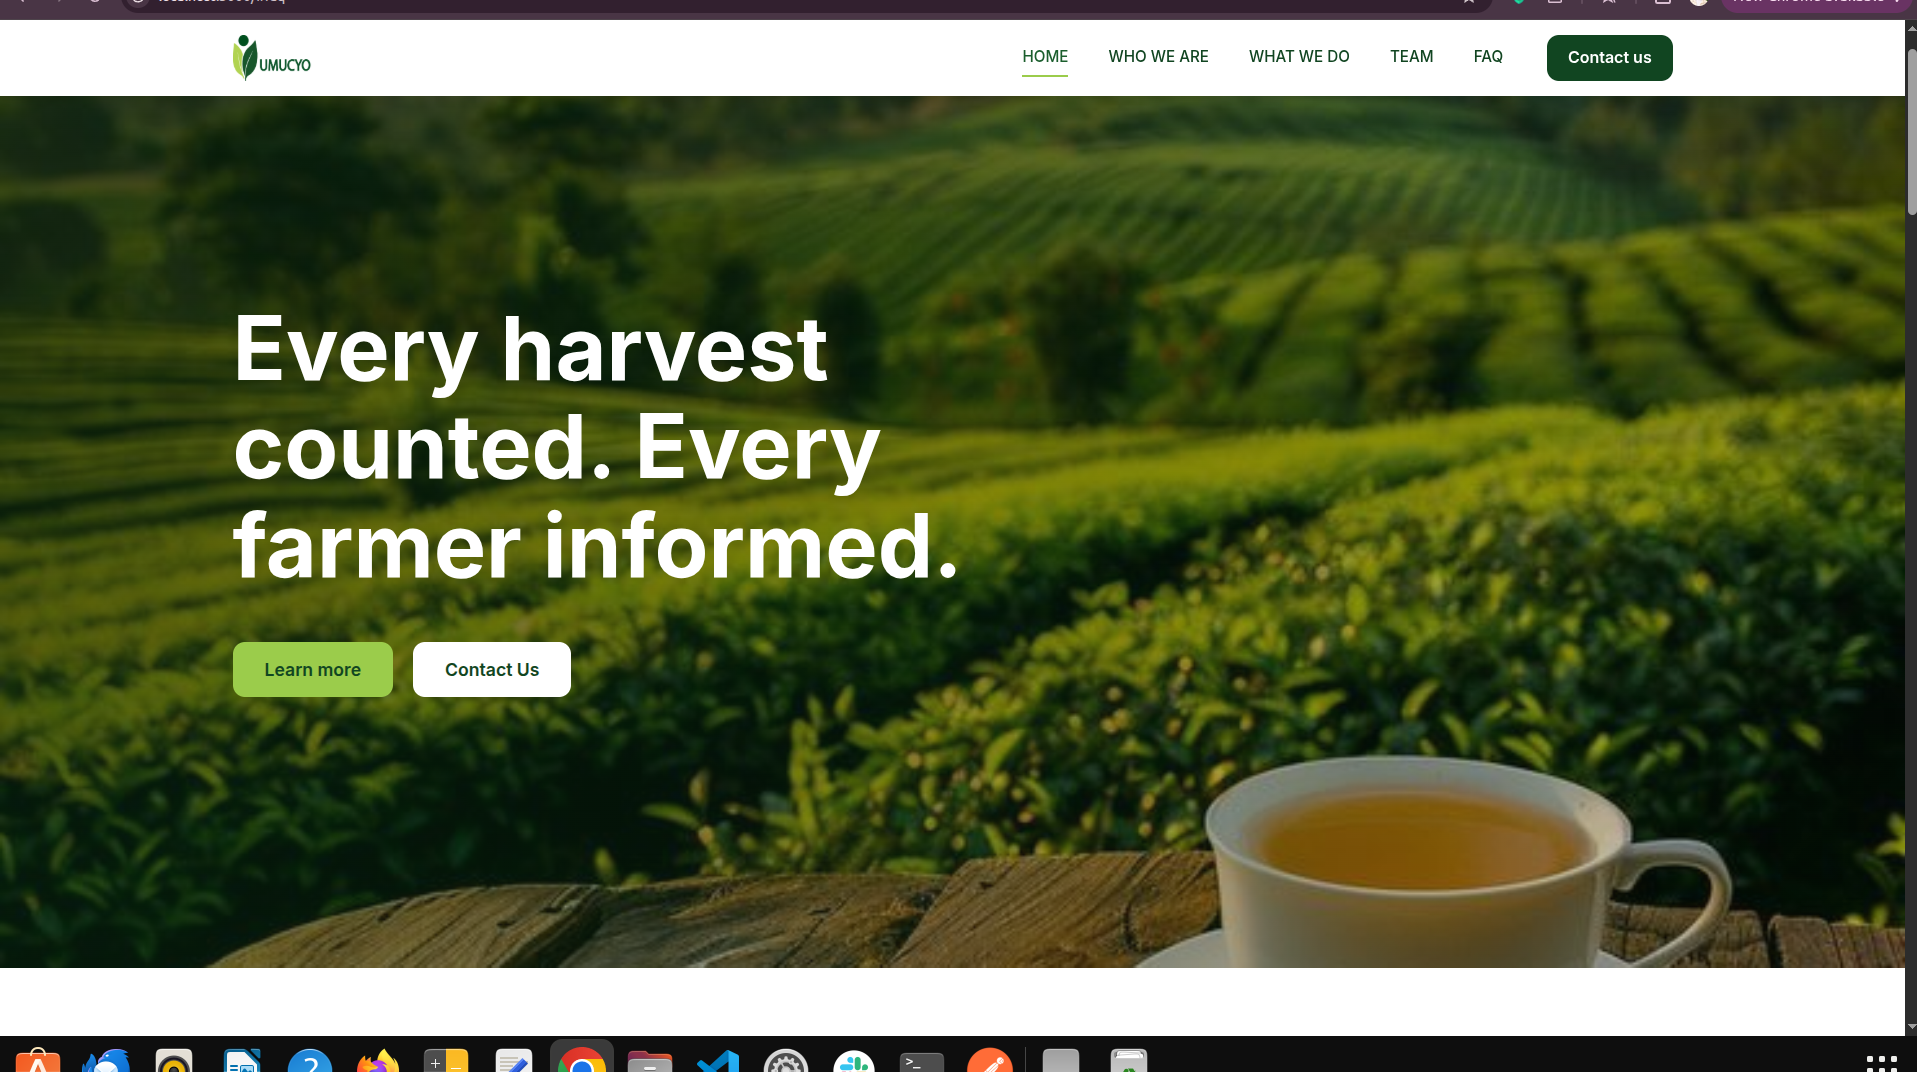 UMUCYO
HOME WHO WE ARE WHAT WE DO TEAM FAQ Contact us
Every harvest
counted. Every
farmer informed.
Learn more Contact Us